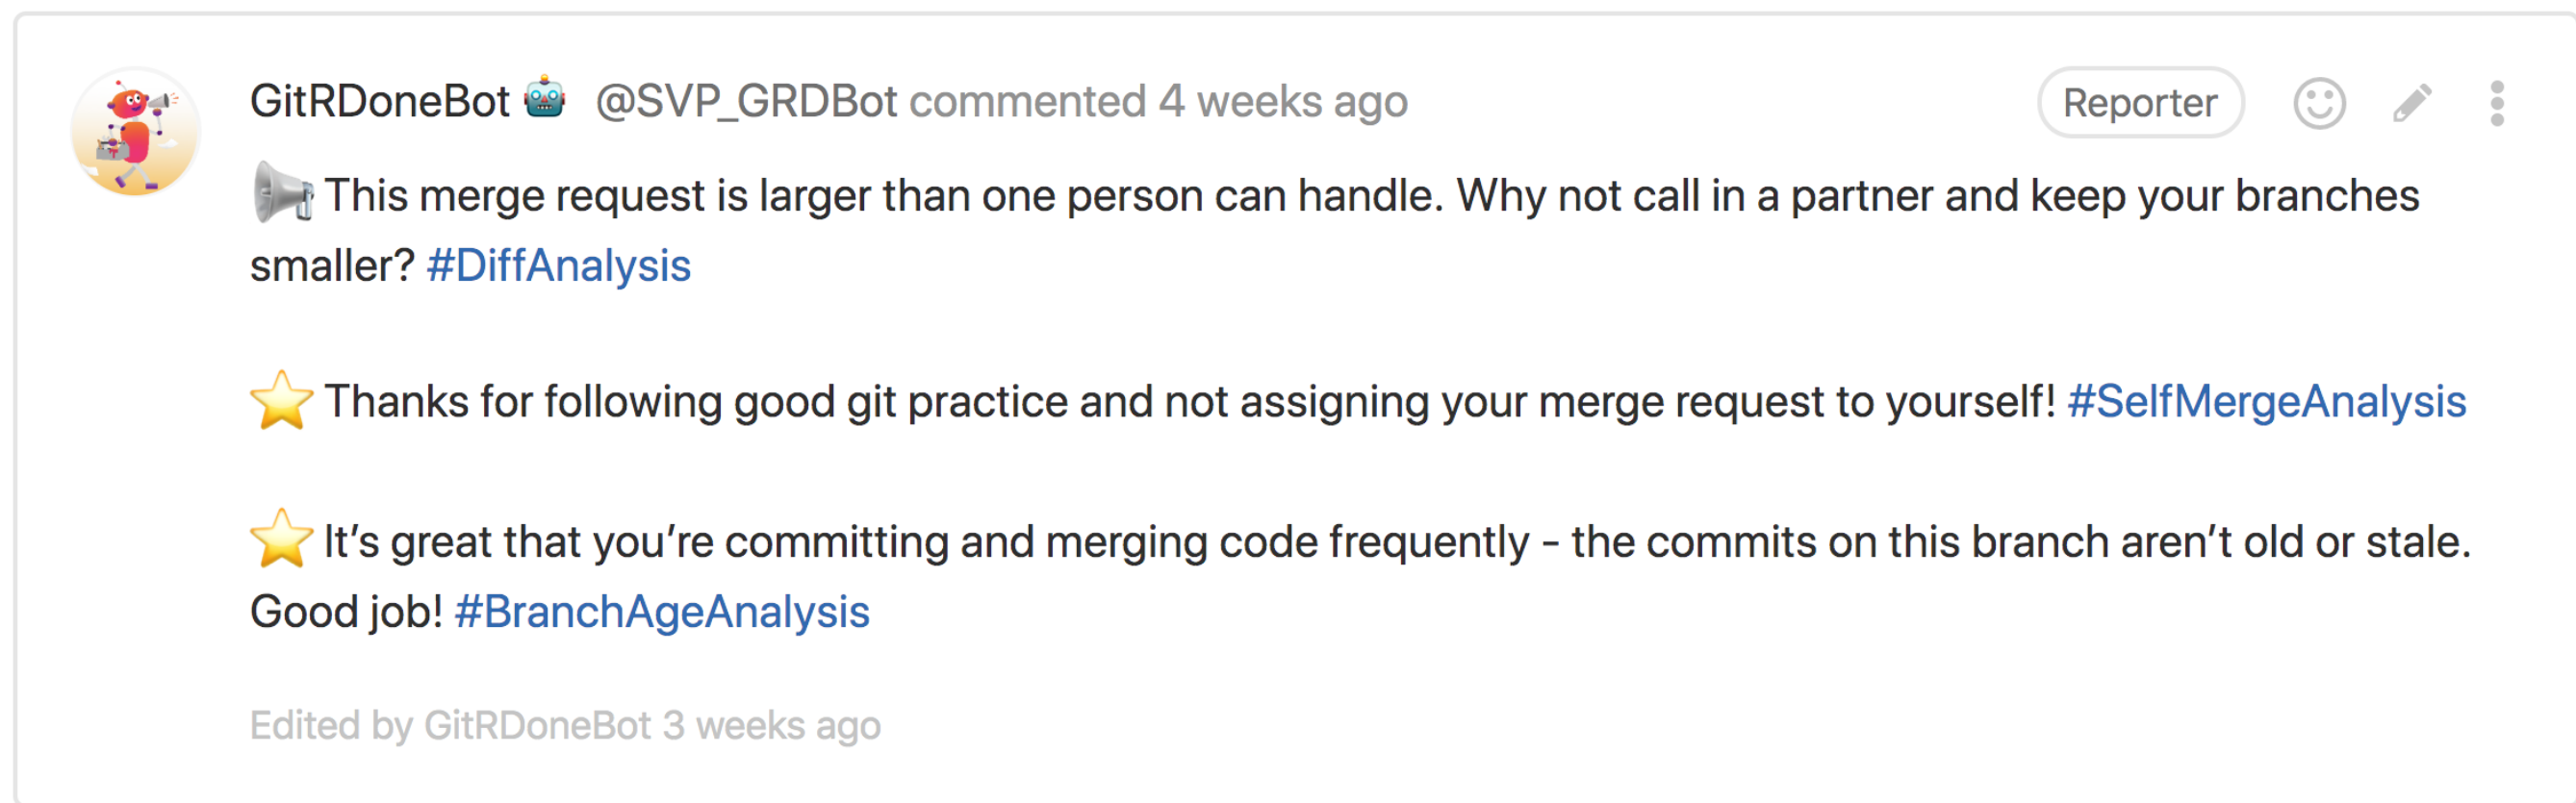 GitRDoneBot 🤖 @SVP_GRDBot commented 4 weeks ago Reporter
📢 This merge request is larger than one person can handle. Why not call in a partner and keep your branches
smaller? #DiffAnalysis
⭐ Thanks for following good git practice and not assigning your merge request to yourself! #SelfMergeAnalysis
⭐ It’s great that you’re committing and merging code frequently - the commits on this branch aren’t old or stale.
Good job! #BranchAgeAnalysis
Edited by GitRDoneBot 3 weeks ago